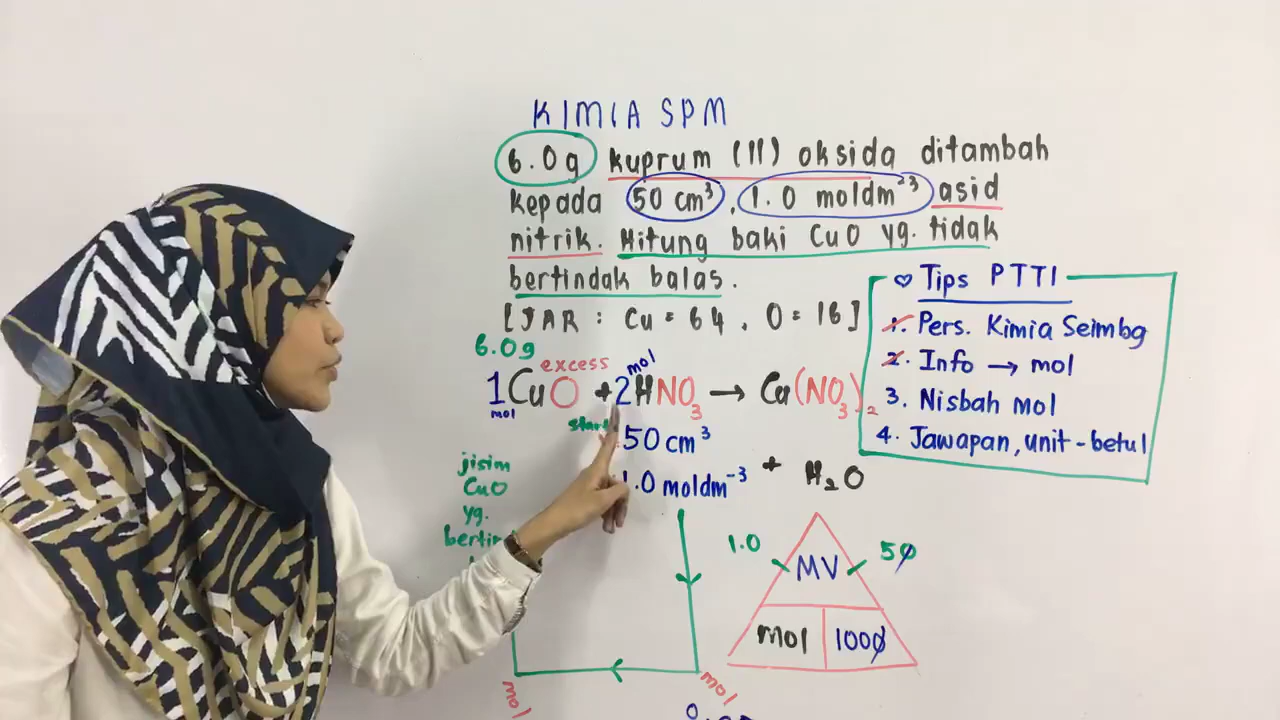 KIMIA SPM
6.0g kuprum (II) oksida ditambah
kepada 50 cm³, 1.0 moldm⁻³ asid
nitrik. Hitung baki CuO yg. tidak
bertindak balas.
[JAR : Cu = 64, O = 16]
♡ Tips PTTI
1. Pers. Kimia Seimbg
2. Info → mol
3. Nisbah mol
4. Jawapan, unit - betul
6.0g
excess
mol
1CuO + 2HNO₃ → Cu(NO₃)₂
mol
start
50 cm³
1.0 moldm⁻³
+ H₂O
jisim
CuO
yg.
1.0
50
MV
mol
1000
mol
mol